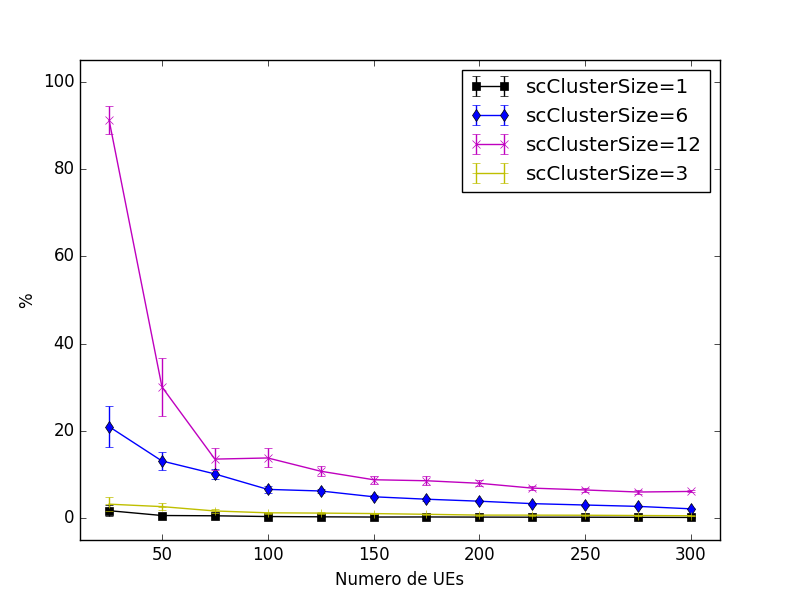 100
80
60
40
20
0
%
50
100
150
200
250
300
Numero de UEs
scClusterSize=1
scClusterSize=6
scClusterSize=12
scClusterSize=3